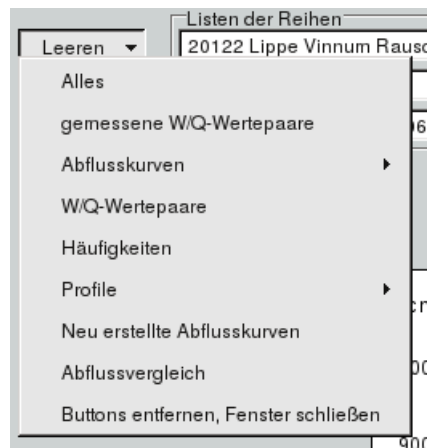 Listen der Reihen
Leeren
20122 Lippe Vinnum Rausc
Alles
gemessene W/Q-Wertepaare
Abflusskurven
W/Q-Wertepaare
Häufigkeiten
Profile
Neu erstellte Abflusskurven
Abflussvergleich
Buttons entfernen, Fenster schließen
900